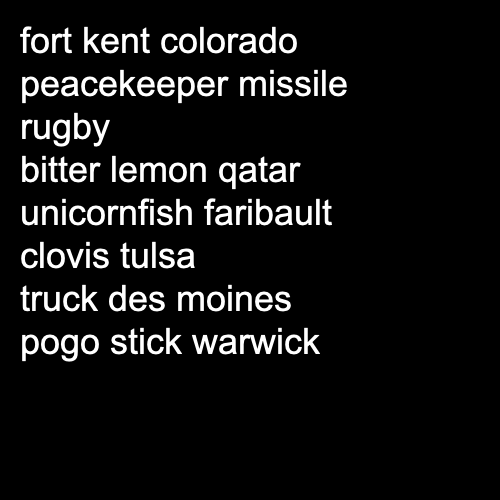 fort kent colorado
peacekeeper missile
rugby
bitter lemon qatar
unicornfish faribault
clovis tulsa
truck des moines
pogo stick warwick